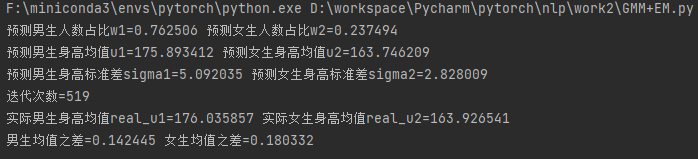 F:\miniconda3\envs\pytorch\python.exe D:\workspace\Pycharm\pytorch\nlp\work2\GMM+EM.py
预测男生人数占比w1=0.762506 预测女生人数占比w2=0.237494
预测男生身高均值u1=175.893412 预测女生身高均值u2=163.746209
预测男生身高标准差sigma1=5.092035 预测女生身高标准差sigma2=2.828009
迭代次数=519
实际男生身高均值real_u1=176.035857 实际女生身高均值real_u2=163.926541
男生均值之差=0.142445 女生均值之差=0.180332